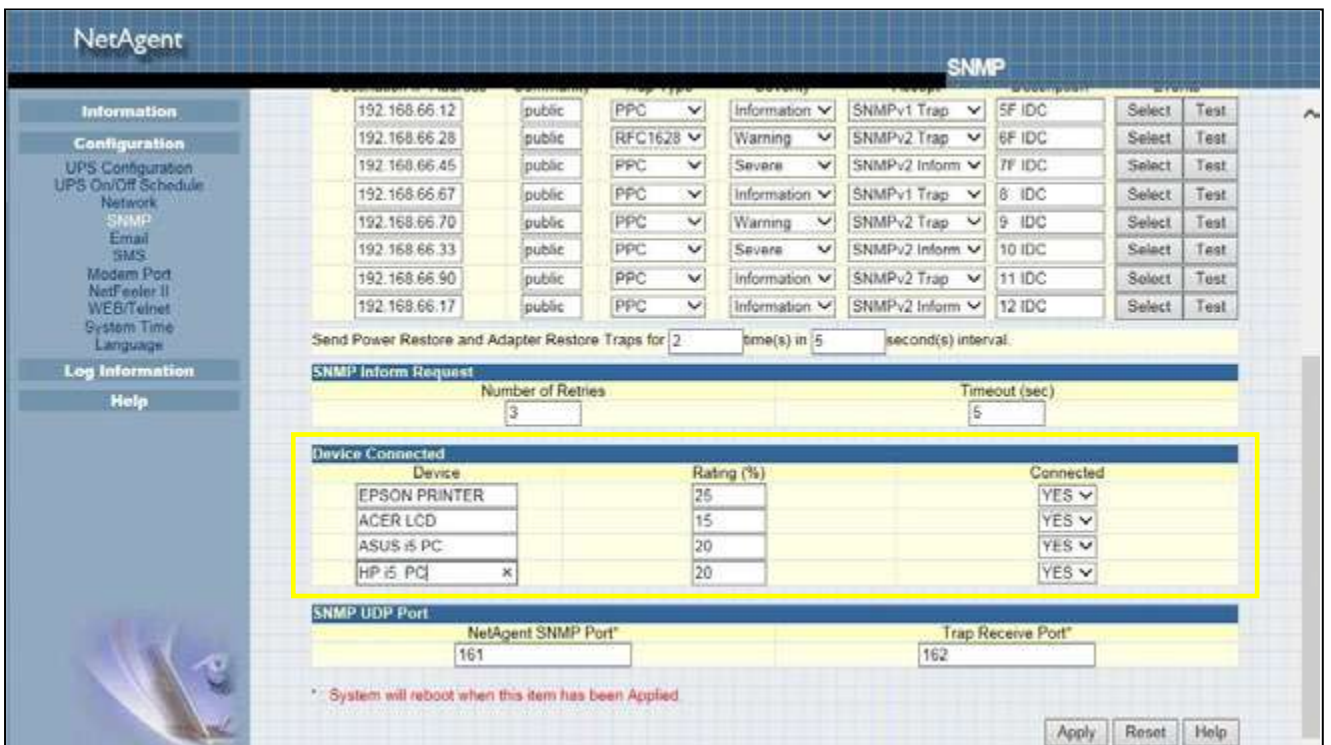 NetAgent
SNMP
Information
Configuration
UPS Configuration
UPS On/Off Schedule
Network
SNMP
Email
SMS
Modem Port
NetFeeler II
WEB/Telnet
System Time
Language
Log Information
Help
192.168.66.12 public PPC Information SNMPv1 Trap 5F IDC Select Test
192.168.66.28 public RFC1628 Warning SNMPv2 Trap 6F IDC Select Test
192.168.66.45 public PPC Severe SNMPv2 Inform 7F IDC Select Test
192.168.66.67 public PPC Information SNMPv1 Trap 8 IDC Select Test
192.168.66.70 public PPC Warning SNMPv2 Trap 9 IDC Select Test
192.168.66.33 public PPC Severe SNMPv2 Inform 10 IDC Select Test
192.168.66.90 public PPC Information SNMPv2 Trap 11 IDC Select Test
192.168.66.17 public PPC Information SNMPv2 Inform 12 IDC Select Test
Send Power Restore and Adapter Restore Traps for 2 time(s) in 5 second(s) interval.
SNMP Inform Request
Number of Retries Timeout (sec)
3 5
Device Connected
Device Rating (%) Connected
EPSON PRINTER 25 YES
ACER LCD 15 YES
ASUS i5 PC 20 YES
HP i5 PC 20 YES
SNMP UDP Port
NetAgent SNMP Port* Trap Receive Port*
161 162
* System will reboot when this item has been Applied.
Apply Reset Help